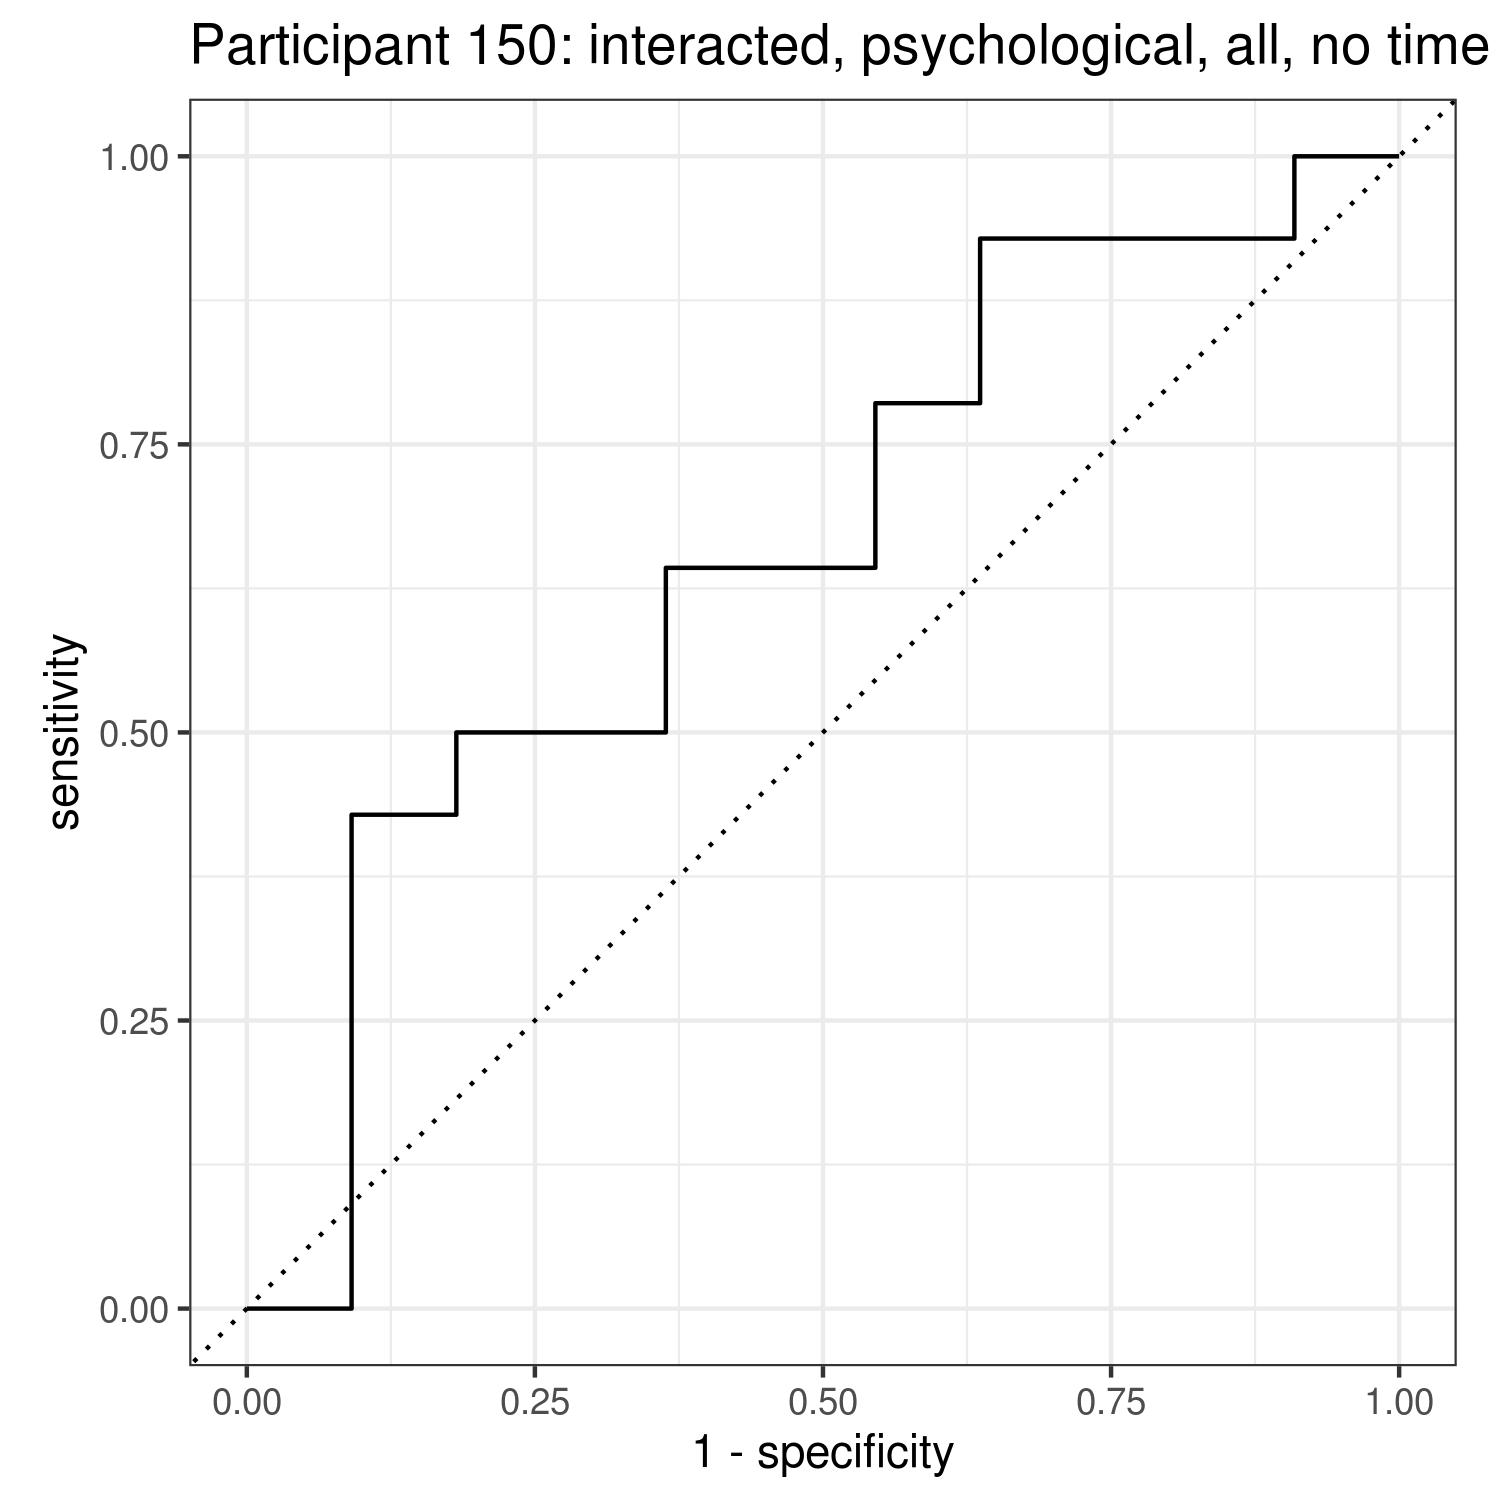 Participant 150: interacted, psychological, all, no time
1.00
0.75
0.50
0.25
0.00
sensitivity
0.00 0.25 0.50 0.75 1.00
1 - specificity